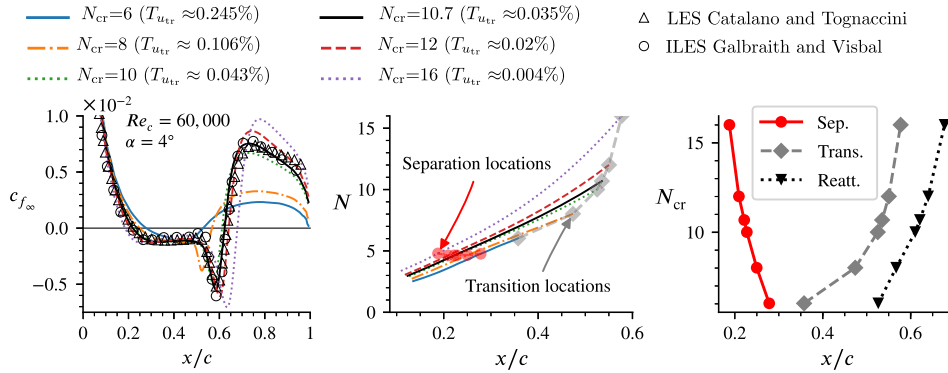 N_cr=6 (T_u_tr ≈0.245%)
N_cr=8 (T_u_tr ≈ 0.106%)
N_cr=10 (T_u_tr ≈ 0.043%)
N_cr=10.7 (T_u_tr ≈0.035%)
N_cr=12 (T_u_tr ≈0.02%)
N_cr=16 (T_u_tr ≈0.004%)
LES Catalano and Tognaccini
ILES Galbraith and Visbal
×10⁻²
Re_c = 60,000
α = 4°
1.0
0.5
0.0
−0.5
c_f_∞
0 0.2 0.4 0.6 0.8 1
x/c
Separation locations
Transition locations
15
10
5
0
N
0.2 0.4 0.6
x/c
Sep.
Trans.
Reatt.
15
10
N_cr
0.2 0.4 0.6
x/c